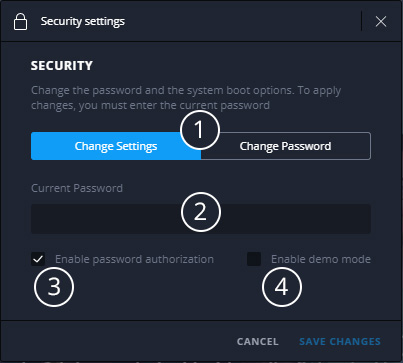 Security settings
SECURITY
Change the password and the system boot options. To apply
changes, you must enter the current password
1
Change Settings Change Password
Current Password
2
Enable password authorization Enable demo mode
3 4
CANCEL SAVE CHANGES